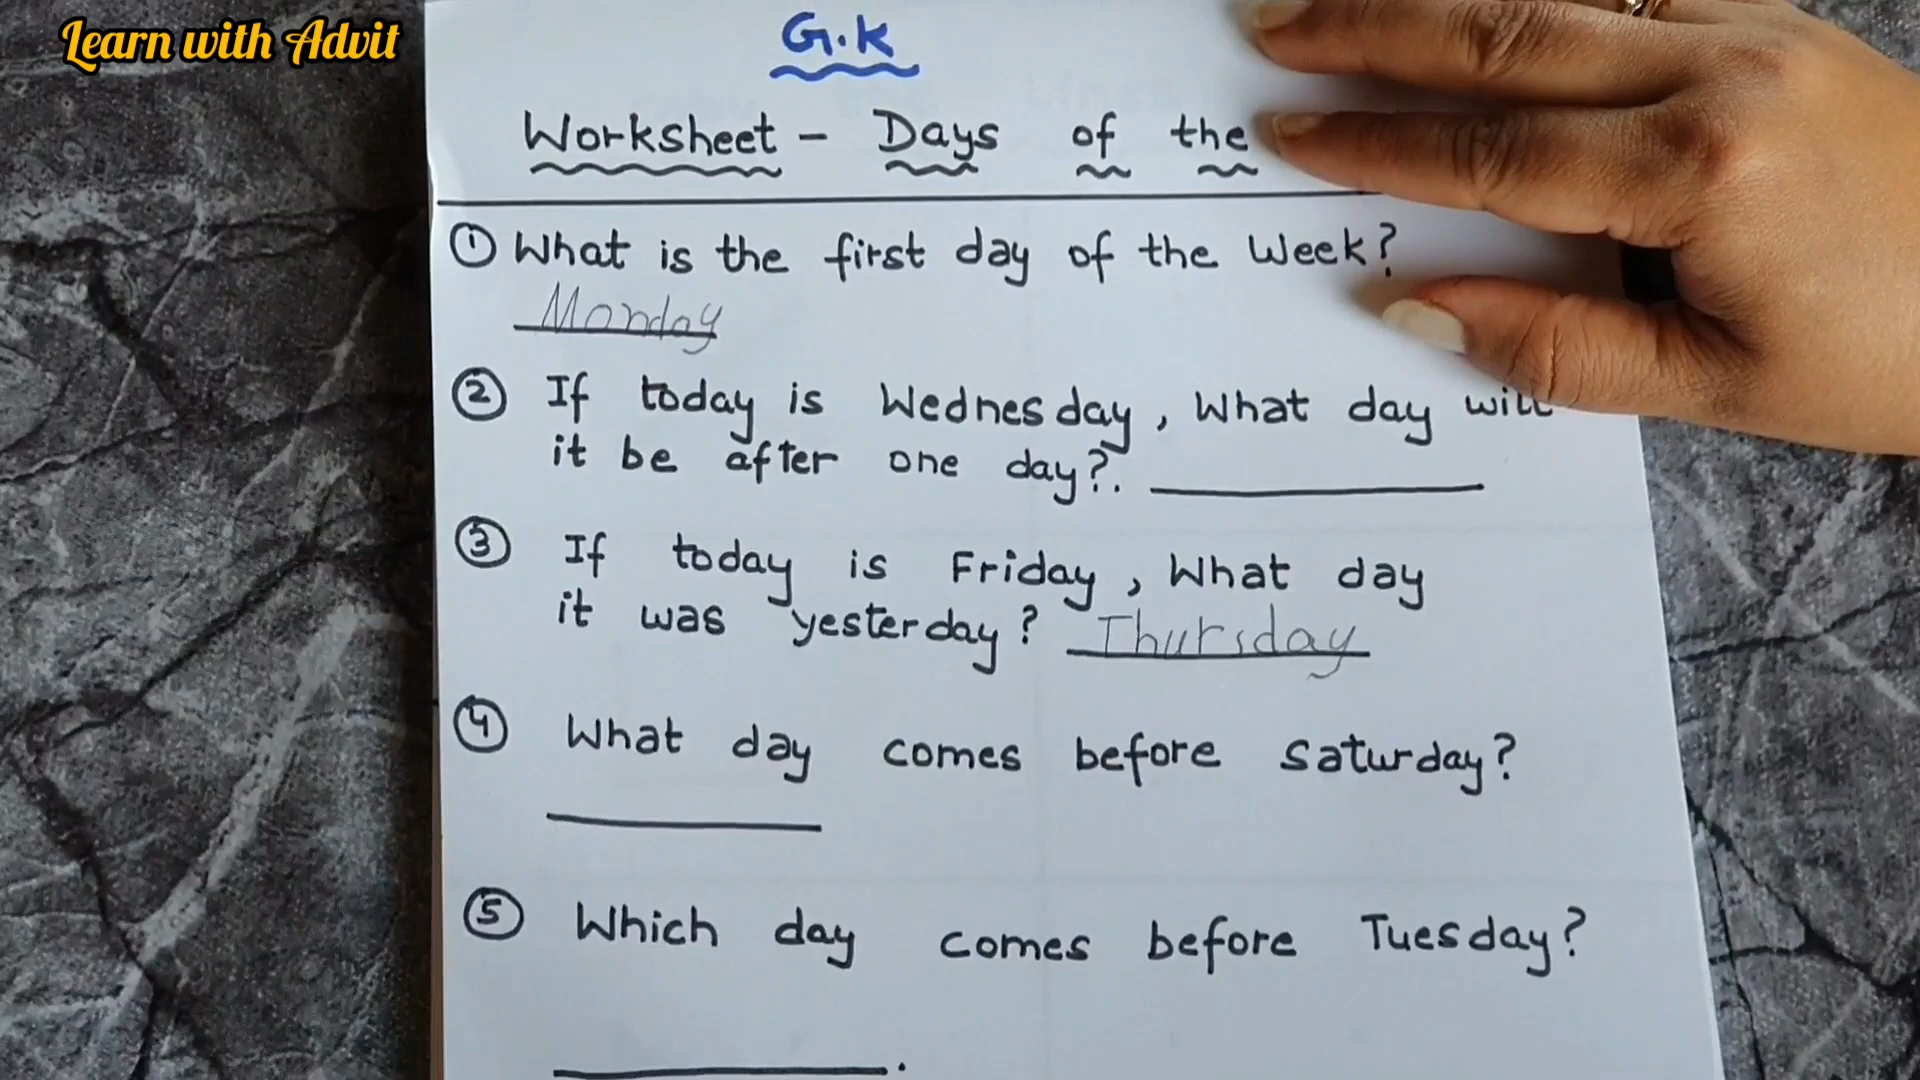 Learn with Advit
G.K
Worksheet - Days of the
① What is the first day of the Week?
Monday
② If today is Wednesday, What day will
it be after one day?.
③ If today is Friday, What day
it was yesterday? Thursday
④ What day comes before Saturday?
⑤ Which day comes before Tuesday?
.